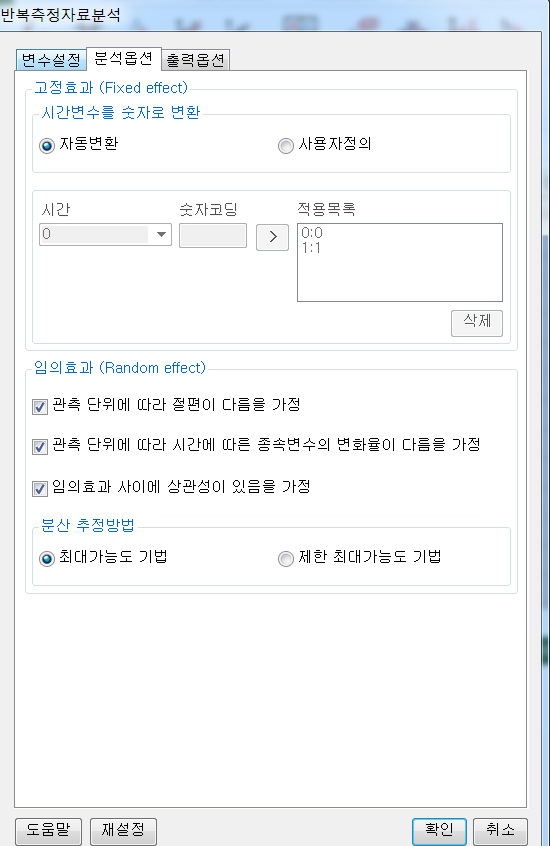 반복측정자료분석
변수설정 분석옵션 출력옵션
고정효과 (Fixed effect)
시간변수를 숫자로 변환
자동변환 사용자정의
시간 숫자코딩 적용목록
0 > 0:0
1:1
삭제
임의효과 (Random effect)
관측 단위에 따라 절편이 다름을 가정
관측 단위에 따라 시간에 따른 종속변수의 변화율이 다름을 가정
임의효과 사이에 상관성이 있음을 가정
분산 추정방법
최대가능도 기법 제한 최대가능도 기법
도움말 재설정 확인 취소